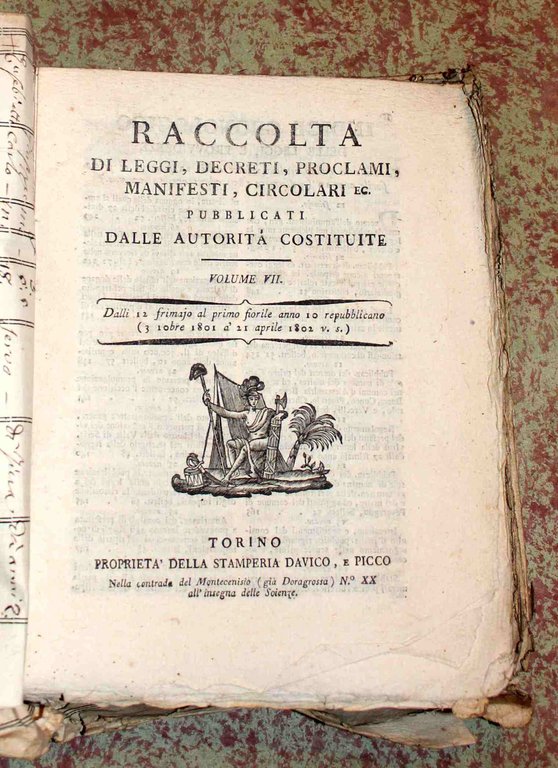 RACCOLTA
DI LEGGI, DECRETI, PROCLAMI,
MANIFESTI, CIRCOLARI EC.
PUBBLICATI
DALLE AUTORITÁ COSTITUITE
VOLUME VII.
Dalli 12 frimajo al primo fiorile anno 10 repubblicano
(3 10bre 1801 a' 21 aprile 1802 v. s.)
TORINO
PROPRIETA' DELLA STAMPERIA DAVICO, E PICCO
Nella contrada del Montecenisio (già Doragrossa) N.º XX
all' insegna delle Scienze.